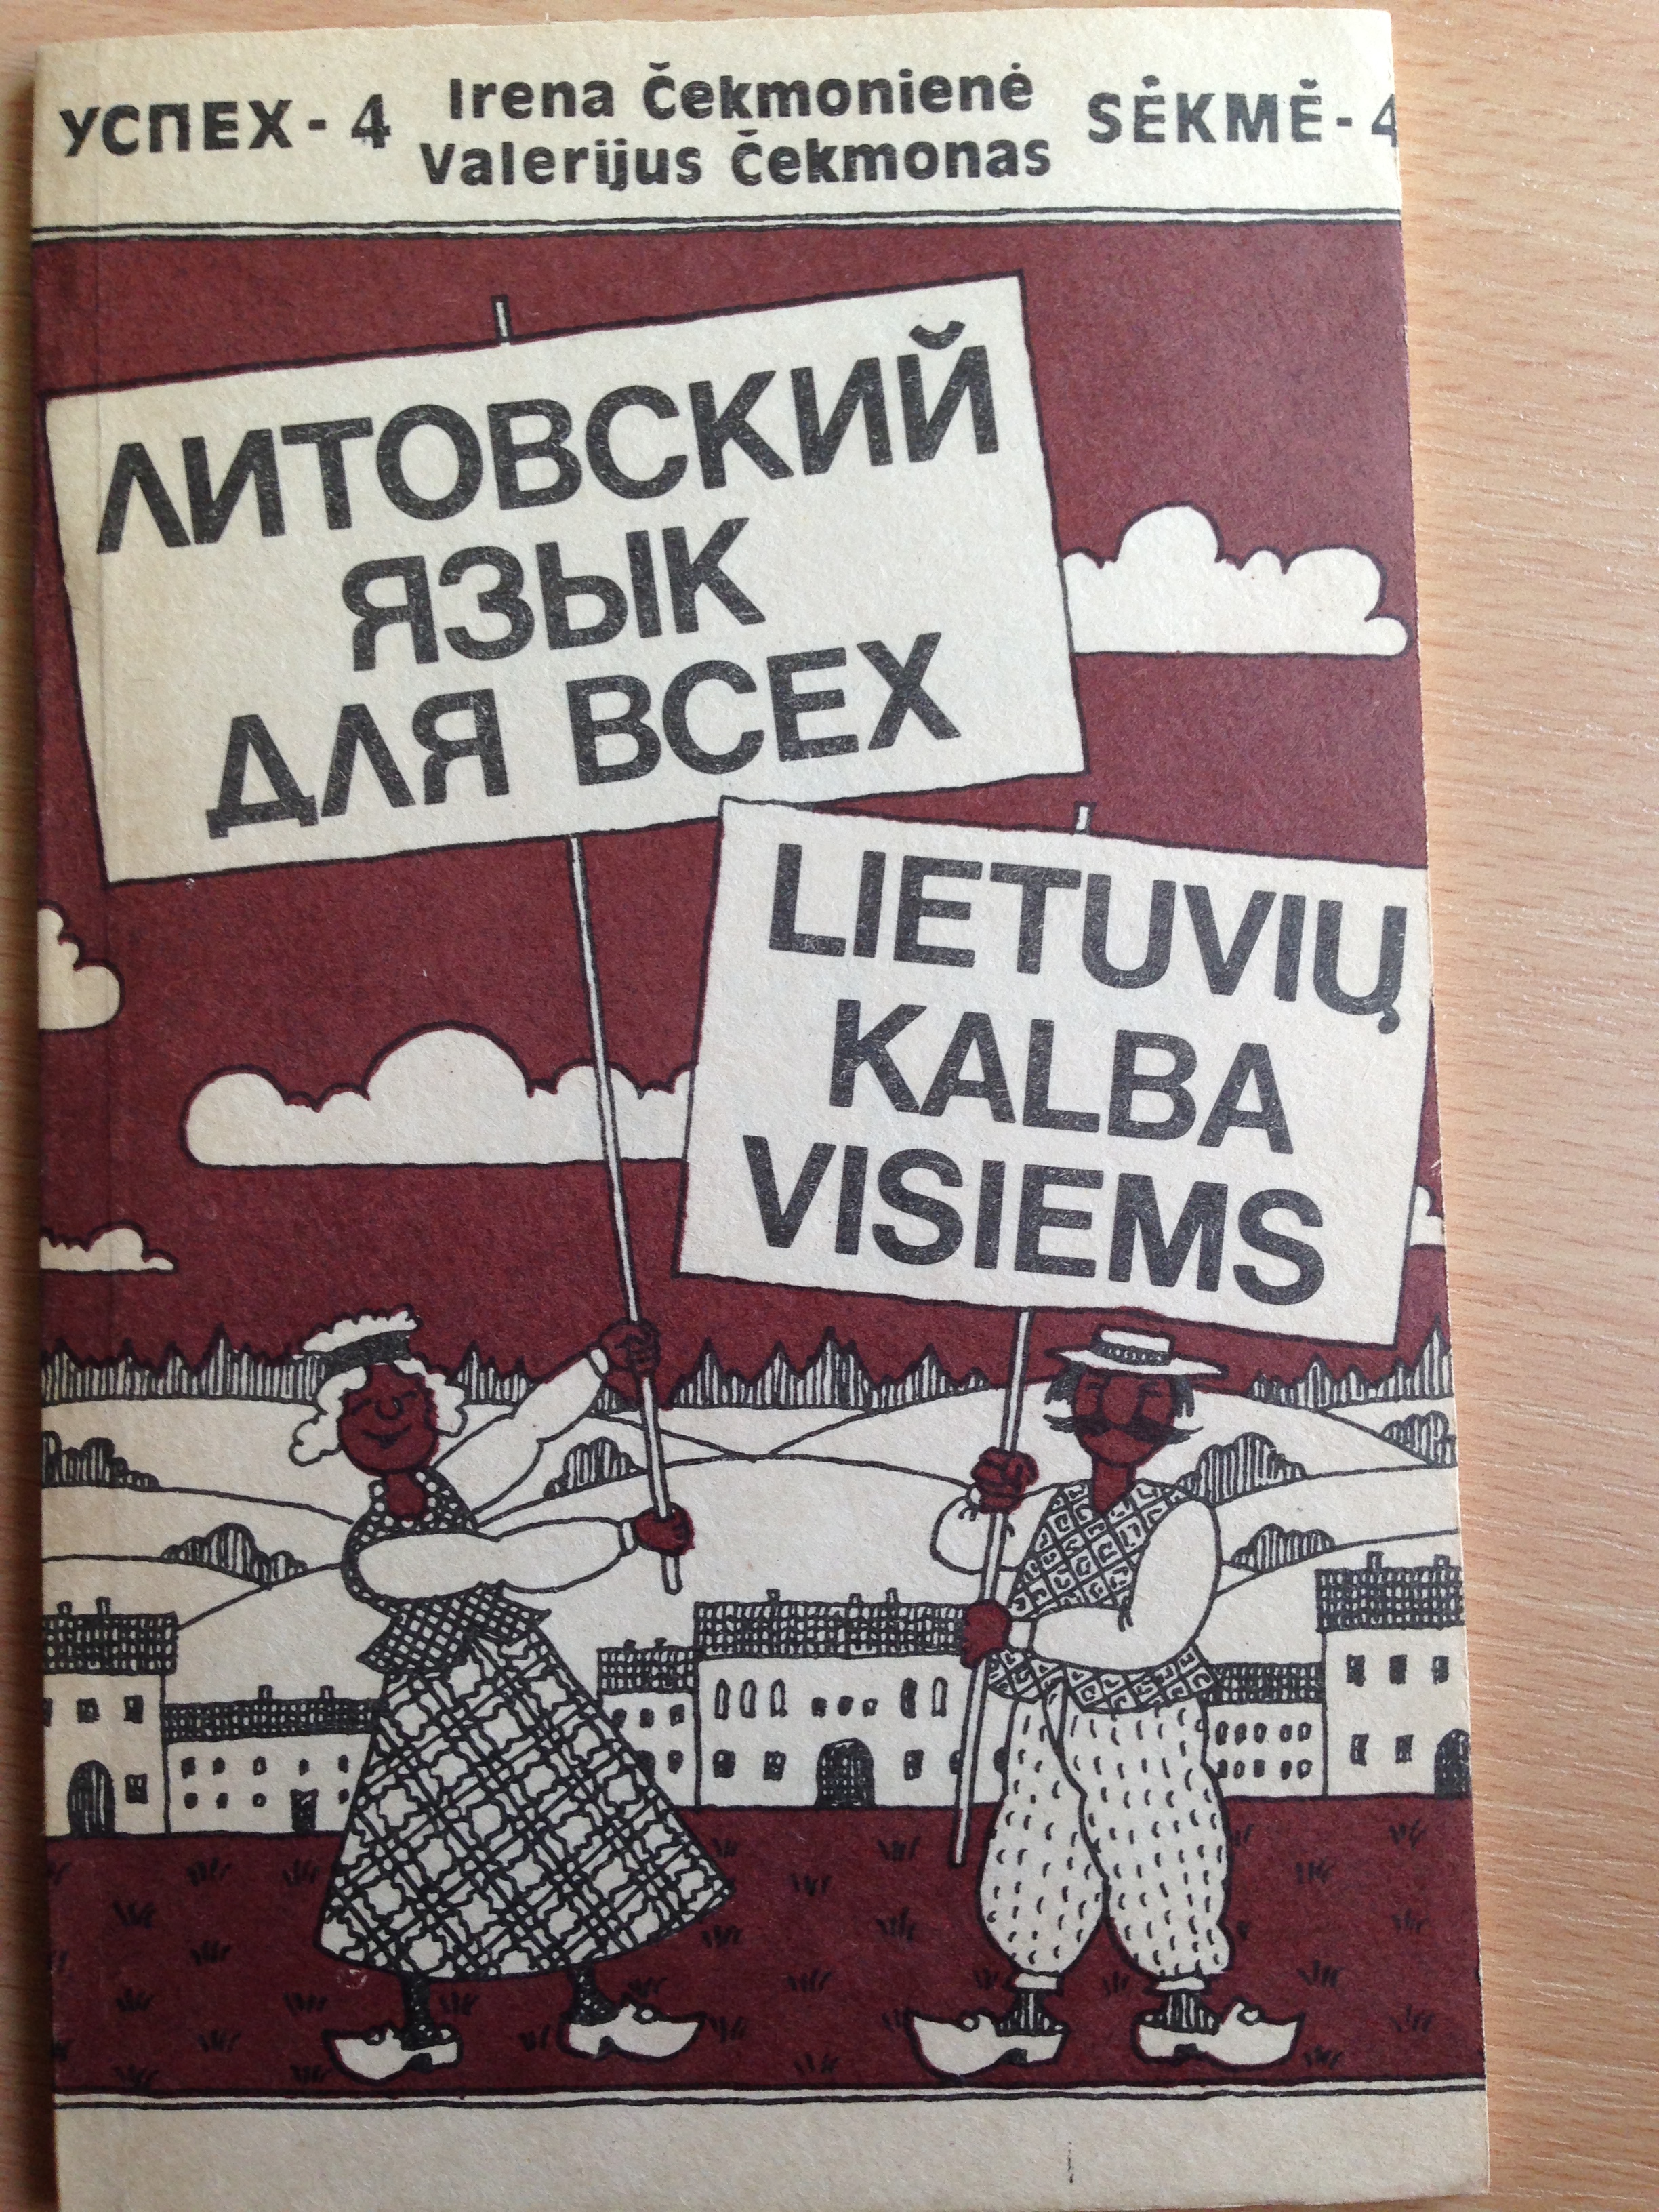 УСПЕХ - 4
Irena Čekmonienė
Valerijus Čekmonas
SĖKMĖ - 4
ЛИТОВСКИЙ
ЯЗЫК
ДЛЯ ВСЕХ
LIETUVIŲ
KALBA
VISIEMS